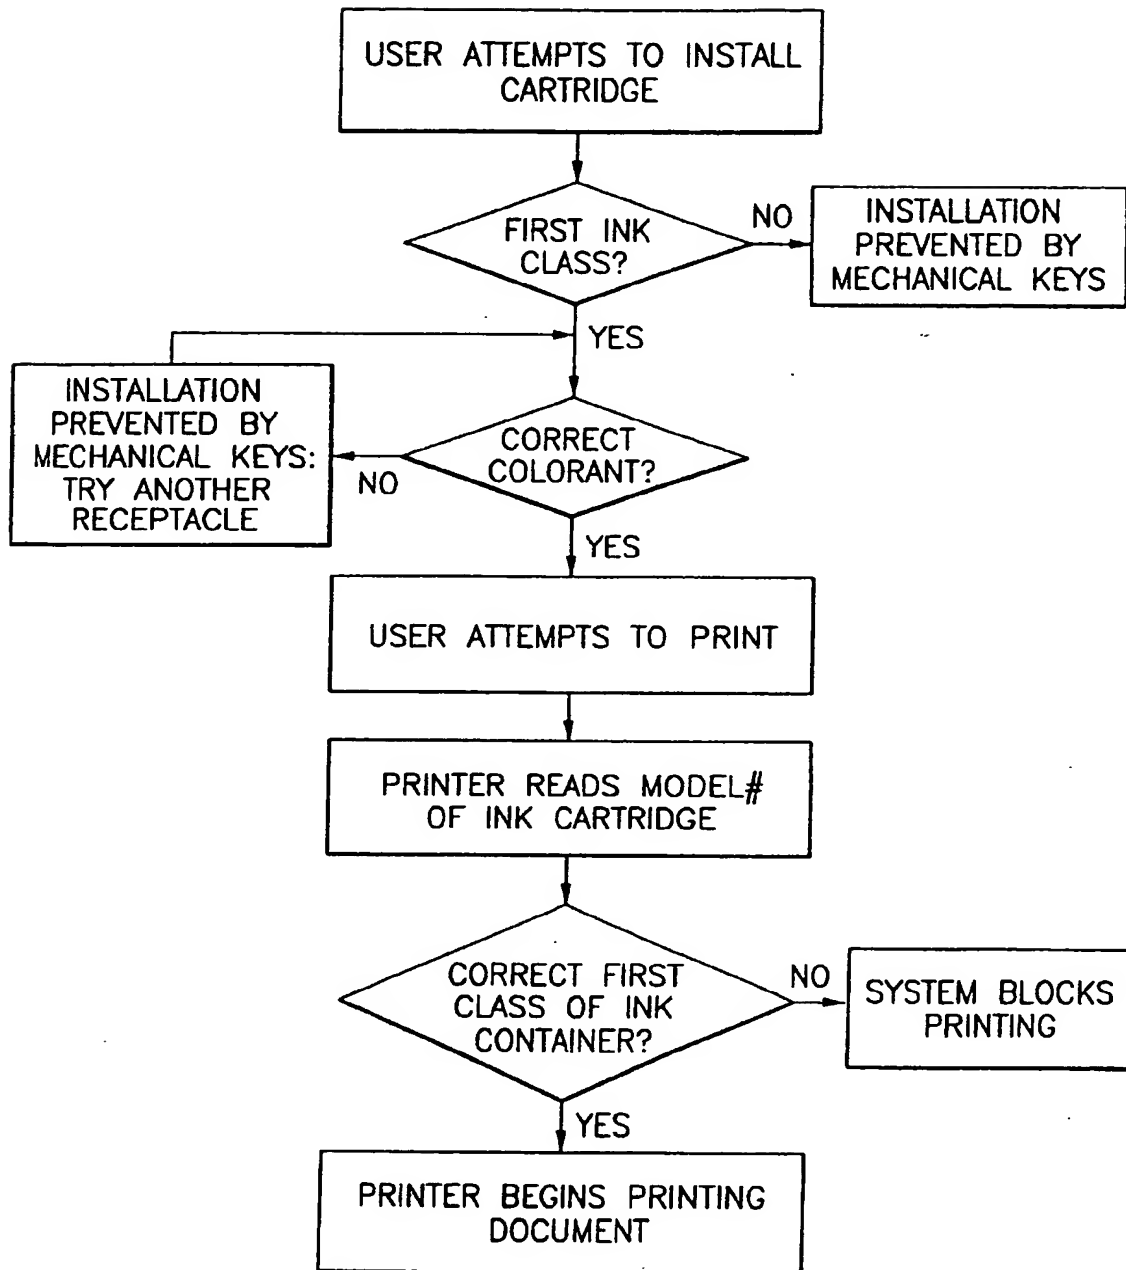 USER ATTEMPTS TO INSTALL
CARTRIDGE
FIRST INK
CLASS?
NO
INSTALLATION
PREVENTED BY
MECHANICAL KEYS
YES
INSTALLATION
PREVENTED BY
MECHANICAL KEYS:
TRY ANOTHER
RECEPTACLE
NO
CORRECT
COLORANT?
YES
USER ATTEMPTS TO PRINT
PRINTER READS MODEL#
OF INK CARTRIDGE
CORRECT FIRST
CLASS OF INK
CONTAINER?
NO
SYSTEM BLOCKS
PRINTING
YES
PRINTER BEGINS PRINTING
DOCUMENT